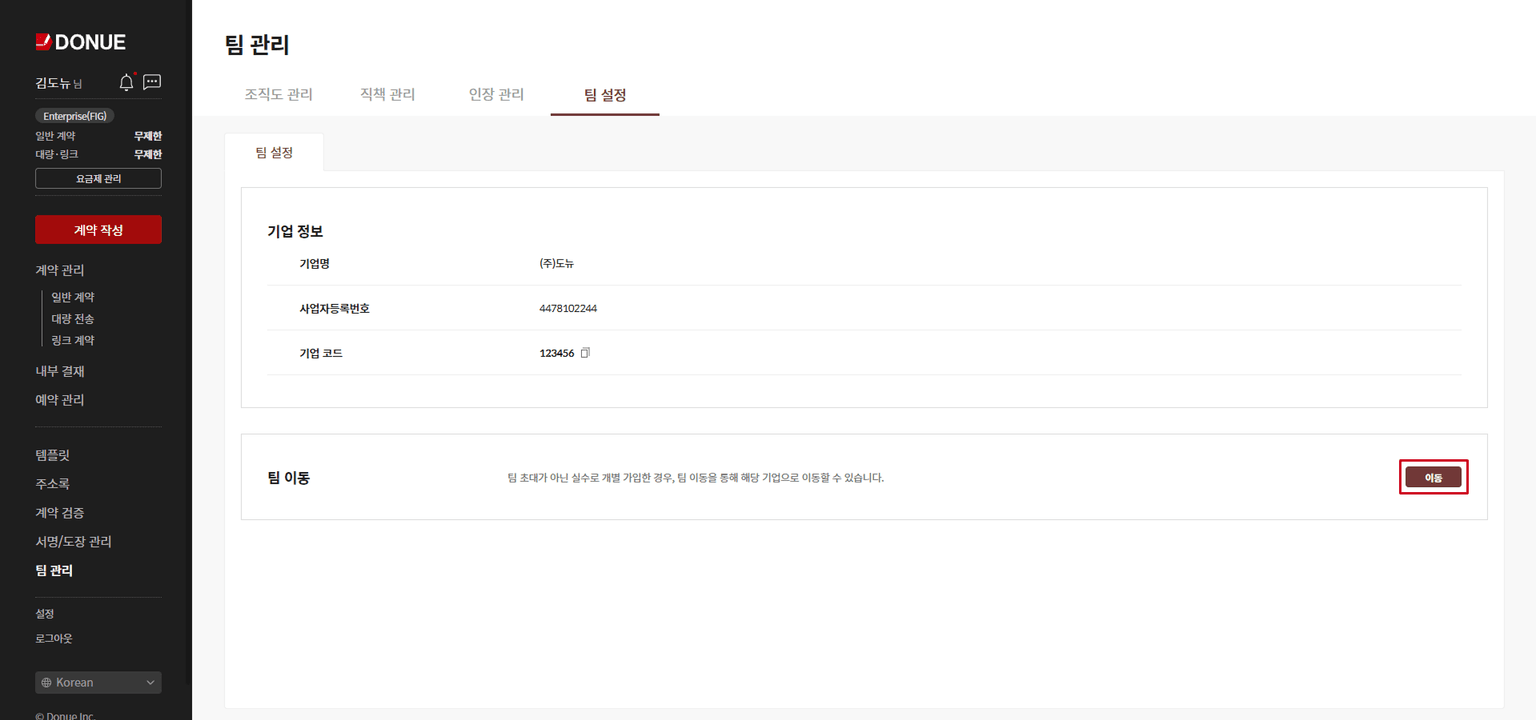 DONUE
김도뉴 님
Enterprise(FIG)
일반 계약 무제한
대량·링크 무제한
요금제 관리
계약 작성
계약 관리
일반 계약
대량 전송
링크 계약
내부 결재
예약 관리
템플릿
주소록
계약 검증
서명/도장 관리
팀 관리
설정
로그아웃
Korean
© Donue Inc.
팀 관리
조직도 관리 직책 관리 인장 관리 팀 설정
팀 설정
기업 정보
기업명 (주)도뉴
사업자등록번호 4478102244
기업 코드 123456
팀 이동 팀 초대가 아닌 실수로 개별 가입한 경우, 팀 이동을 통해 해당 기업으로 이동할 수 있습니다. 이동